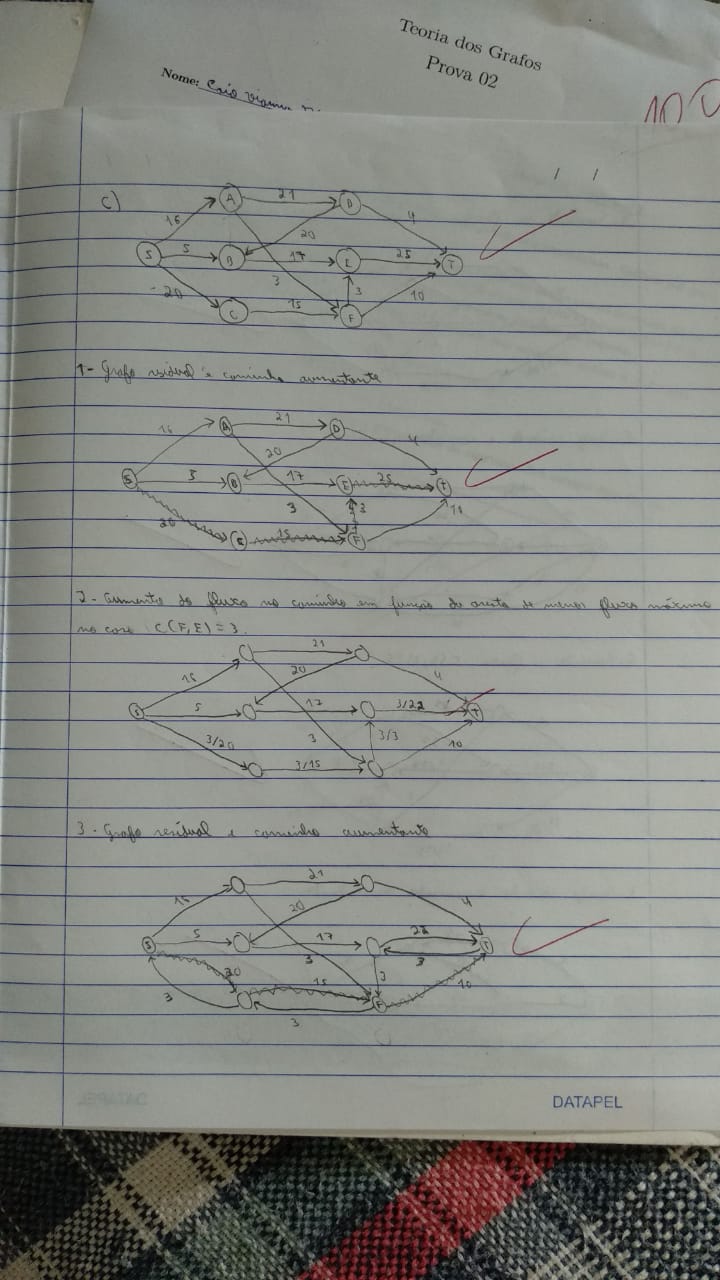 Teoria dos Grafos
Prova 02
Nome: Caio
10
/ /
c)
A 21 D
16 4
20
S 5 B 17 E 25 T
3 3
20 C 15 F 10
1- Grafo residual e caminho aumentante
A 21 D
16 4
20
S 5 B 17 E 25 T
3 3
20 15 F 10
2- aumento do fluxo no caminho em função da aresta de menor fluxo máximo
no caso C(F,E) = 3.
21
16 20 4
S 5 17 3/22 T
3/20 3 3/3
3/15 10
3- Grafo residual e caminho aumentante
21
16 20 4
S 5 17 22 T
3 3
20 15 3 10
3 F
3
DATAPEL
DATAPEL